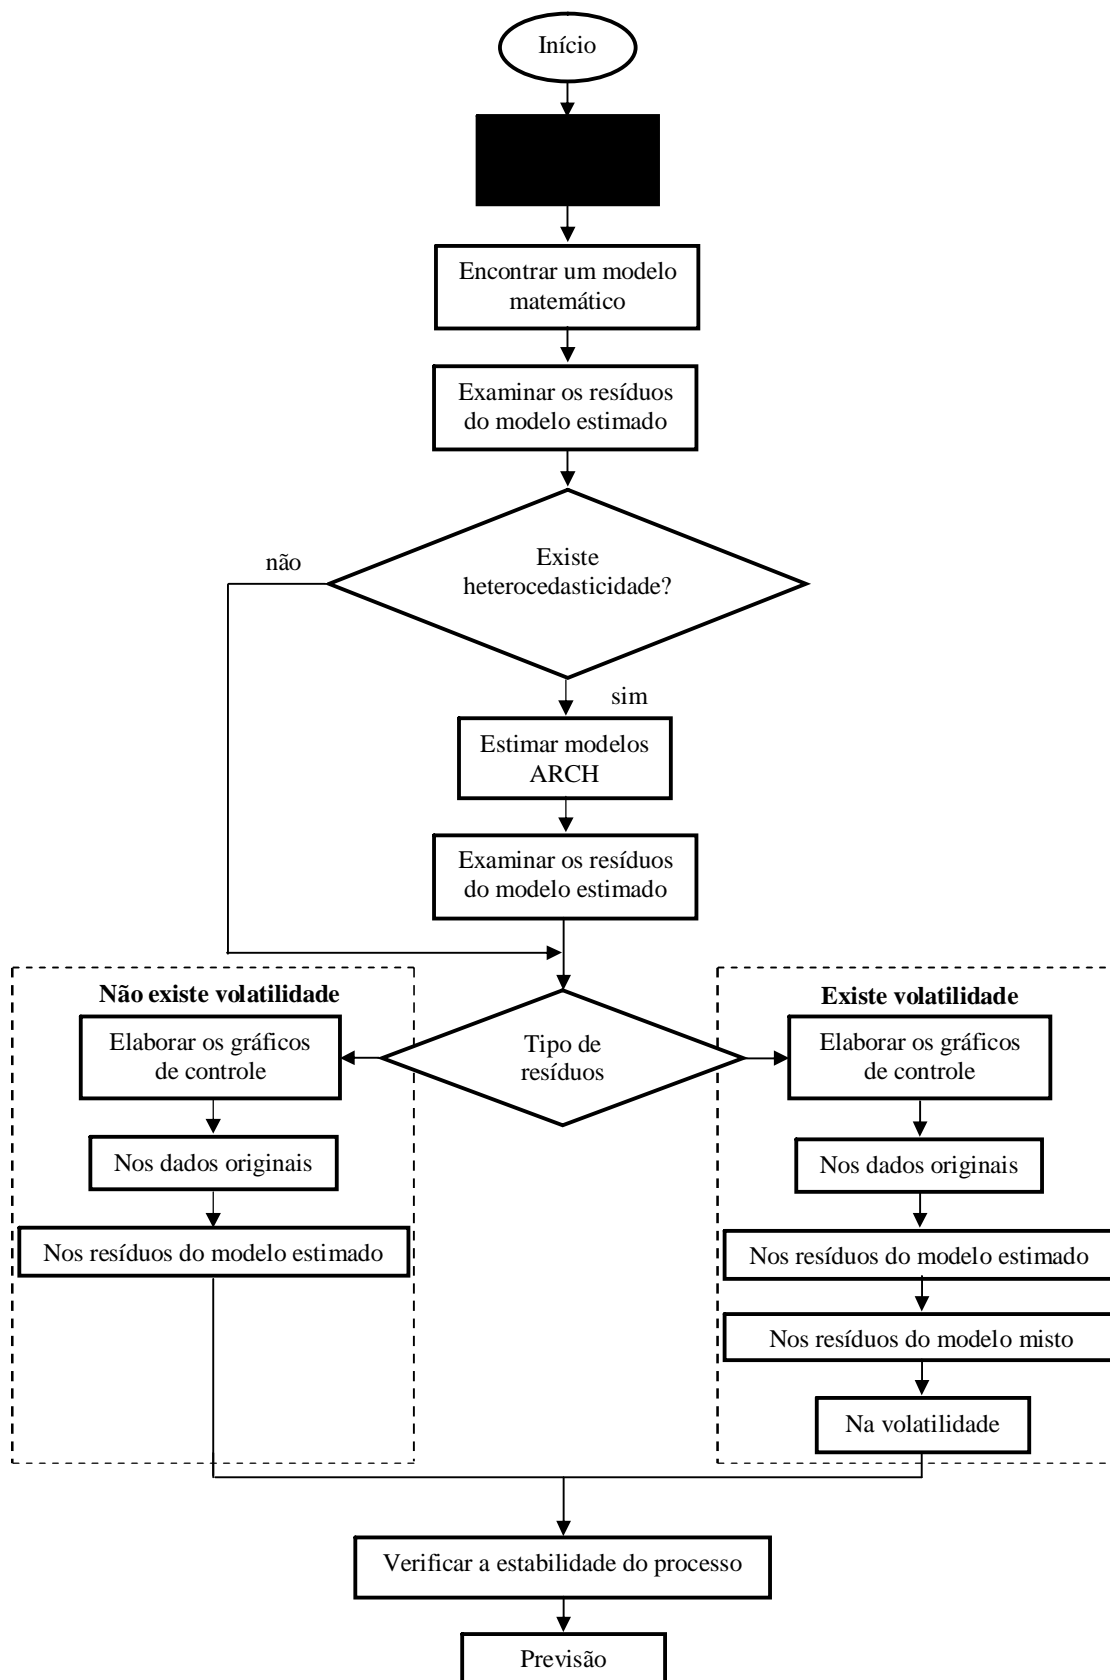 Início
Encontrar um modelo
matemático
Examinar os resíduos
do modelo estimado
Existe
heterocedasticidade?
não
sim
Estimar modelos
ARCH
Examinar os resíduos
do modelo estimado
Tipo de
resíduos
Não existe volatilidade
Elaborar os gráficos
de controle
Nos dados originais
Nos resíduos do modelo estimado
Existe volatilidade
Elaborar os gráficos
de controle
Nos dados originais
Nos resíduos do modelo estimado
Nos resíduos do modelo misto
Na volatilidade
Verificar a estabilidade do processo
Previsão